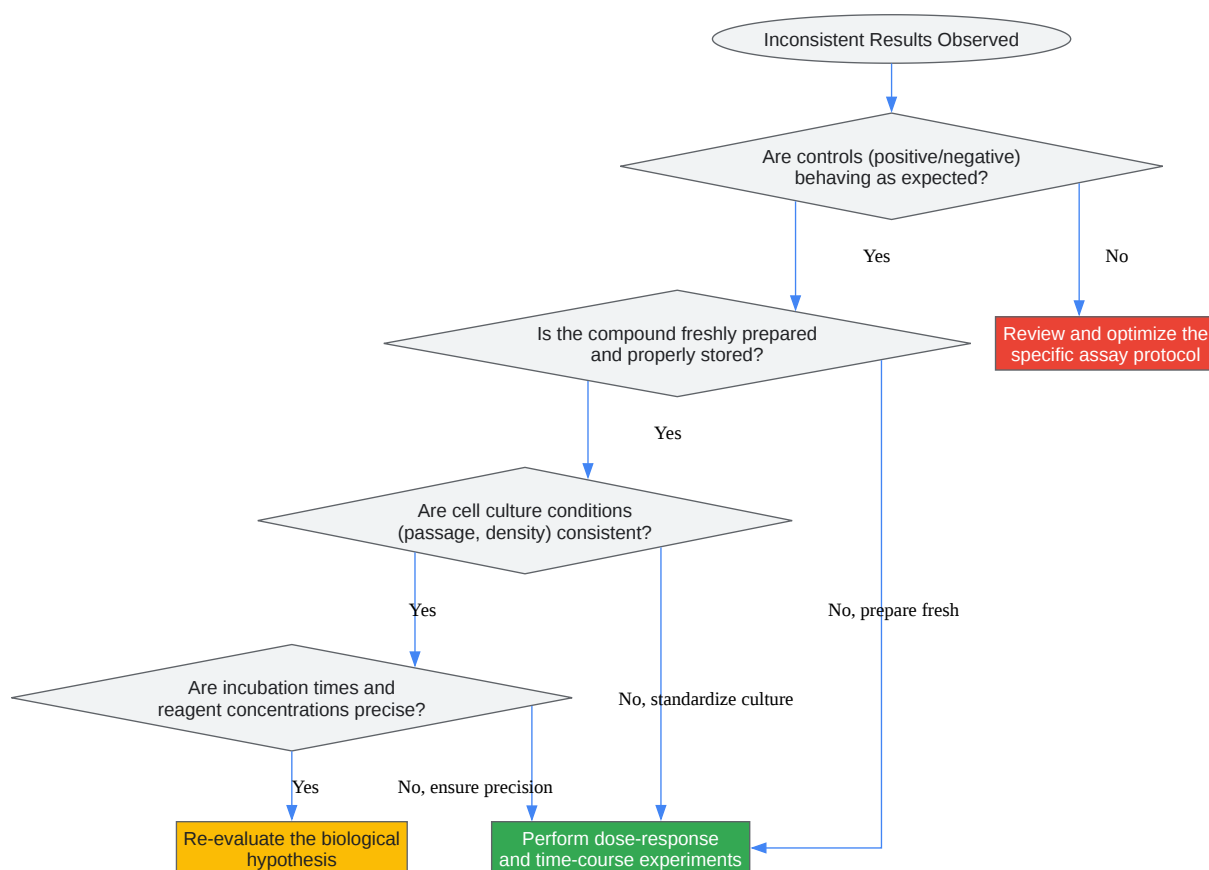 Inconsistent Results Observed
Are controls (positive/negative)
behaving as expected?
Yes
No
Is the compound freshly prepared
and properly stored?
Review and optimize the
specific assay protocol
Yes
Are cell culture conditions
(passage, density) consistent?
Yes
No, prepare fresh
Are incubation times and
reagent concentrations precise?
No, standardize culture
Yes
No, ensure precision
Re-evaluate the biological
hypothesis
Perform dose-response
and time-course experiments